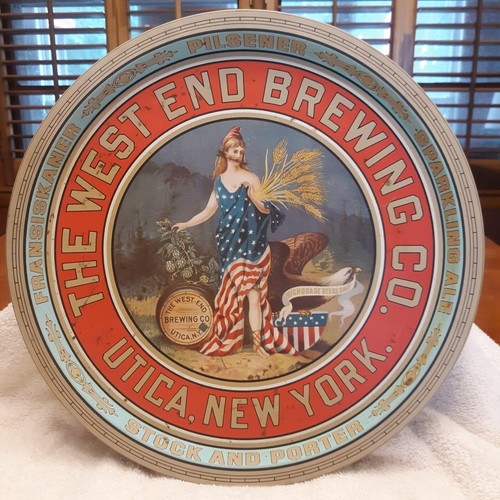 PILSENER
FRANSISKANER
SPARKLING
STOCK AND PORTER
THE WEST END BREWING CO.
UTICA, NEW YORK.
THE WEST END
BREWING CO
UTICA, N.Y.